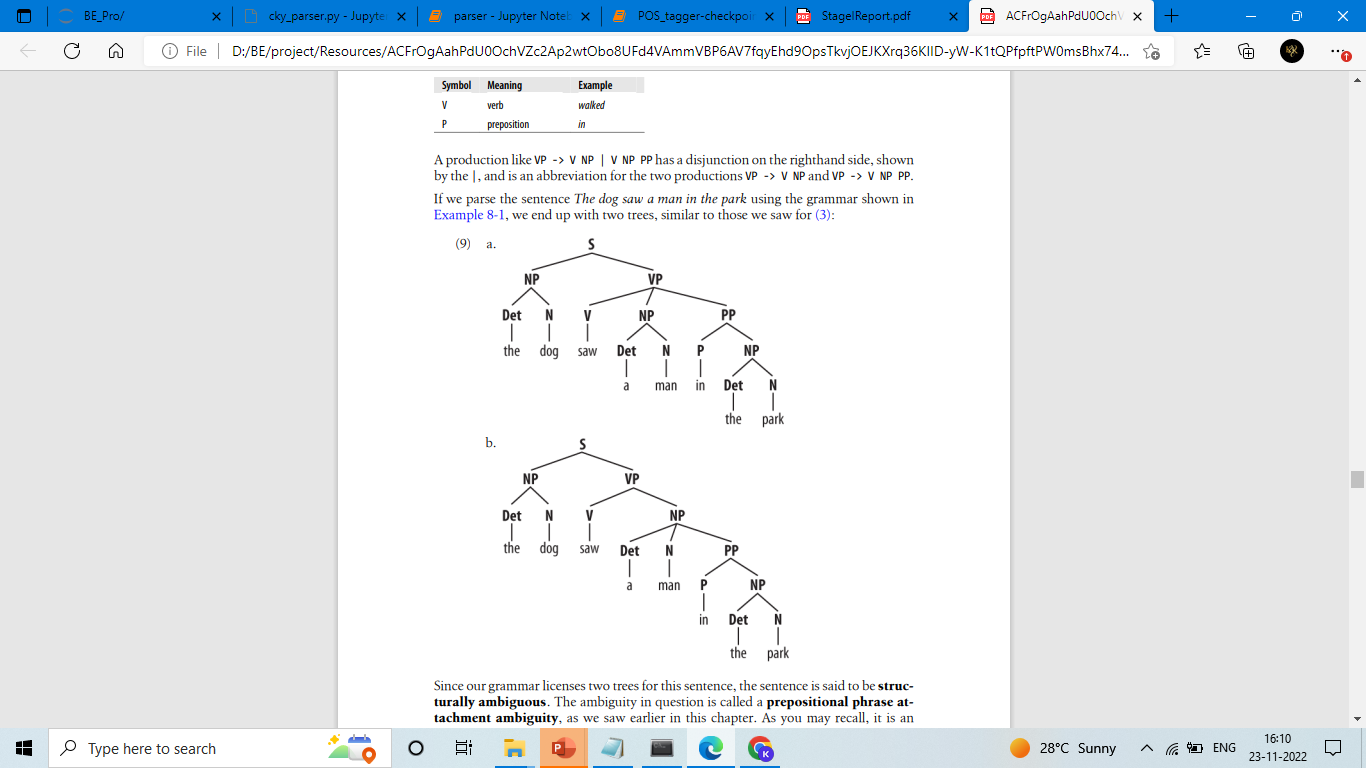 BE_Pro/
cky_parser.py - Jupyte
parser - Jupyter Noteb
POS_tagger-checkpoin
StageIReport.pdf
ACFrOgAahPdU0OchV
File
D:/BE/project/Resources/ACFrOgAahPdU0OchVZc2Ap2wtObo8UFd4VAmmVBP6AV7fqyEhd9OpsTkvjOEJKXrq36KIID-yW-K1tQPfpftPW0msBhx74...
Symbol Meaning Example
V verb walked
P preposition in
A production like VP -> V NP | V NP PP has a disjunction on the righthand side, shown
by the |, and is an abbreviation for the two productions VP -> V NP and VP -> V NP PP.
If we parse the sentence The dog saw a man in the park using the grammar shown in
Example 8-1, we end up with two trees, similar to those we saw for (3):
(9) a. S
NP VP
Det N V NP PP
the dog saw Det N P NP
a man in Det N
the park
b. S
NP VP
Det N V NP
the dog saw Det N PP
a man P NP
in Det N
the park
Since our grammar licenses two trees for this sentence, the sentence is said to be struc-
turally ambiguous. The ambiguity in question is called a prepositional phrase at-
tachment ambiguity, as we saw earlier in this chapter. As you may recall, it is an
Type here to search
28°C Sunny
ENG
16:10
23-11-2022